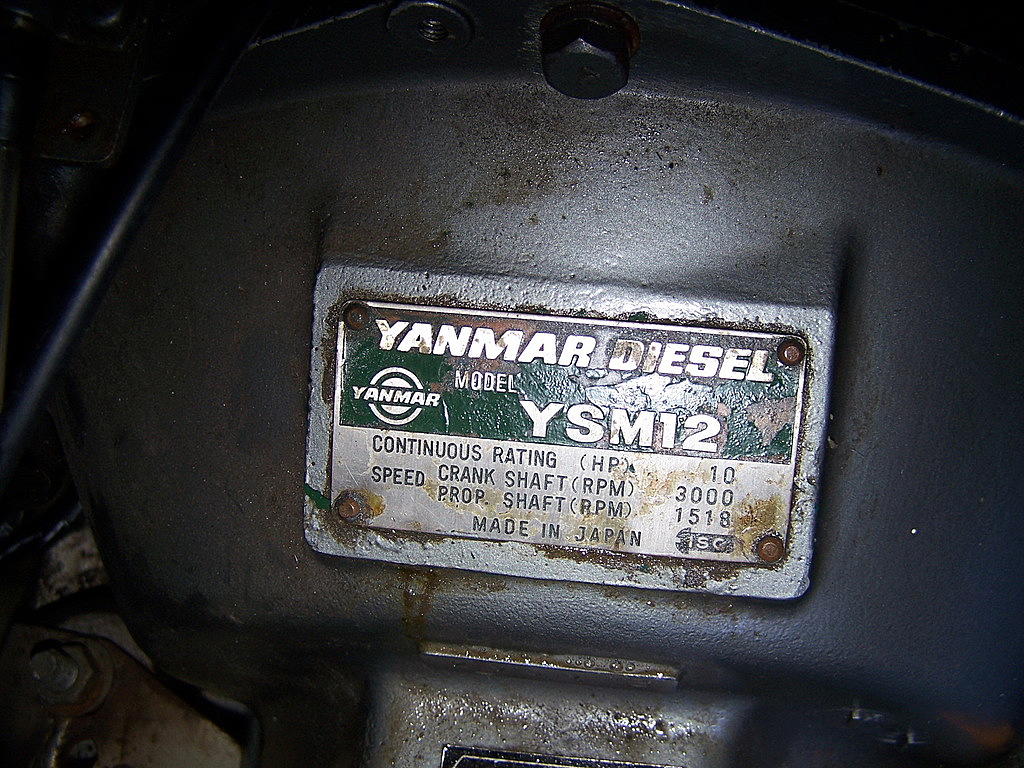 YANMAR DIESEL
YANMAR
MODEL
YSM12
CONTINUOUS RATING (HP) 10
SPEED CRANK SHAFT(RPM) 3000
PROP. SHAFT(RPM) 1518
MADE IN JAPAN